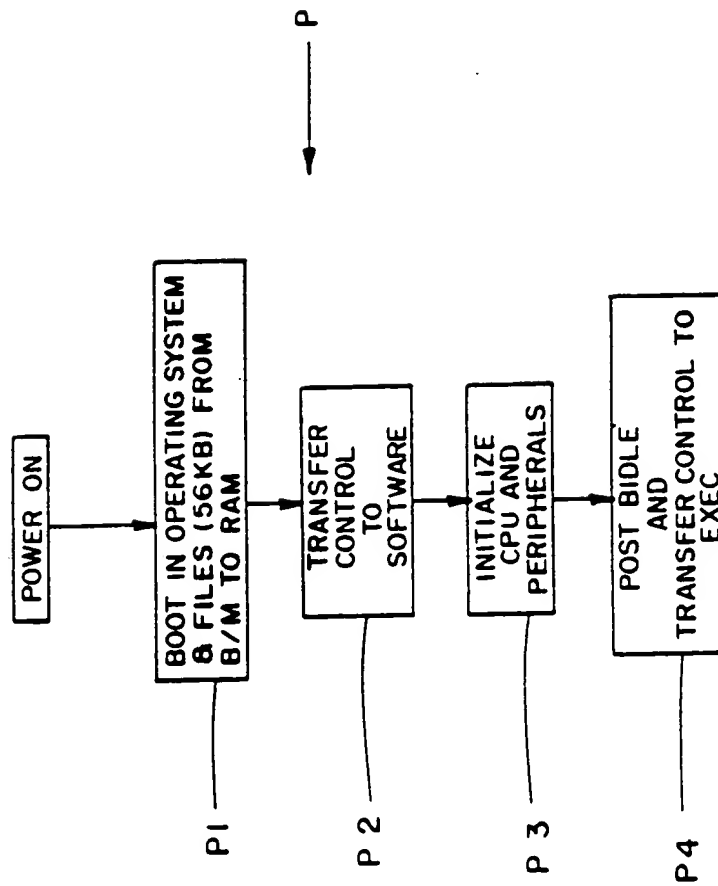 POWER ON
BOOT IN OPERATING SYSTEM
& FILES (56KB) FROM
B/M TO RAM
P1
P
TRANSFER
CONTROL
TO
SOFTWARE
P2
INITIALIZE
CPU AND
PERIPHERALS
P3
POST BIDLE
AND
TRANSFER CONTROL TO
EXEC
P4